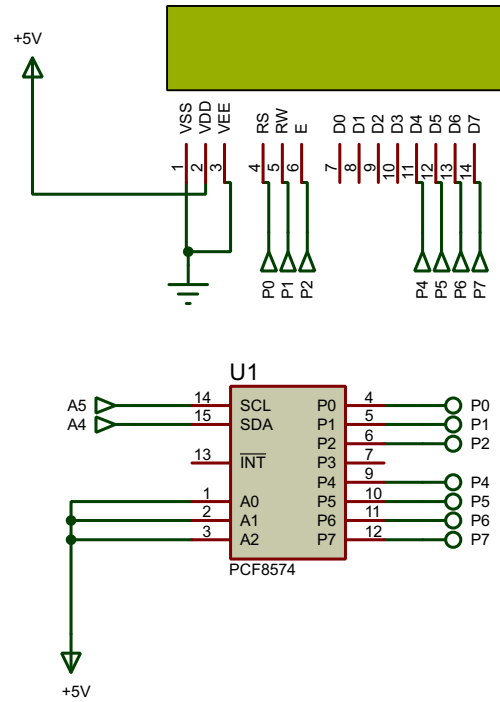 +5V
VSS VDD VEE RS RW E D0 D1 D2 D3 D4 D5 D6 D7
1 2 3 4 5 6 7 8 9 10 11 12 13 14
P0 P1 P2 P4 P5 P6 P7
U1
A5 14 SCL P0 4 P0
A4 15 SDA P1 5 P1
P2 6 P2
13 INT P3 7
P4 9 P4
1 A0 P5 10 P5
2 A1 P6 11 P6
3 A2 P7 12 P7
PCF8574
+5V